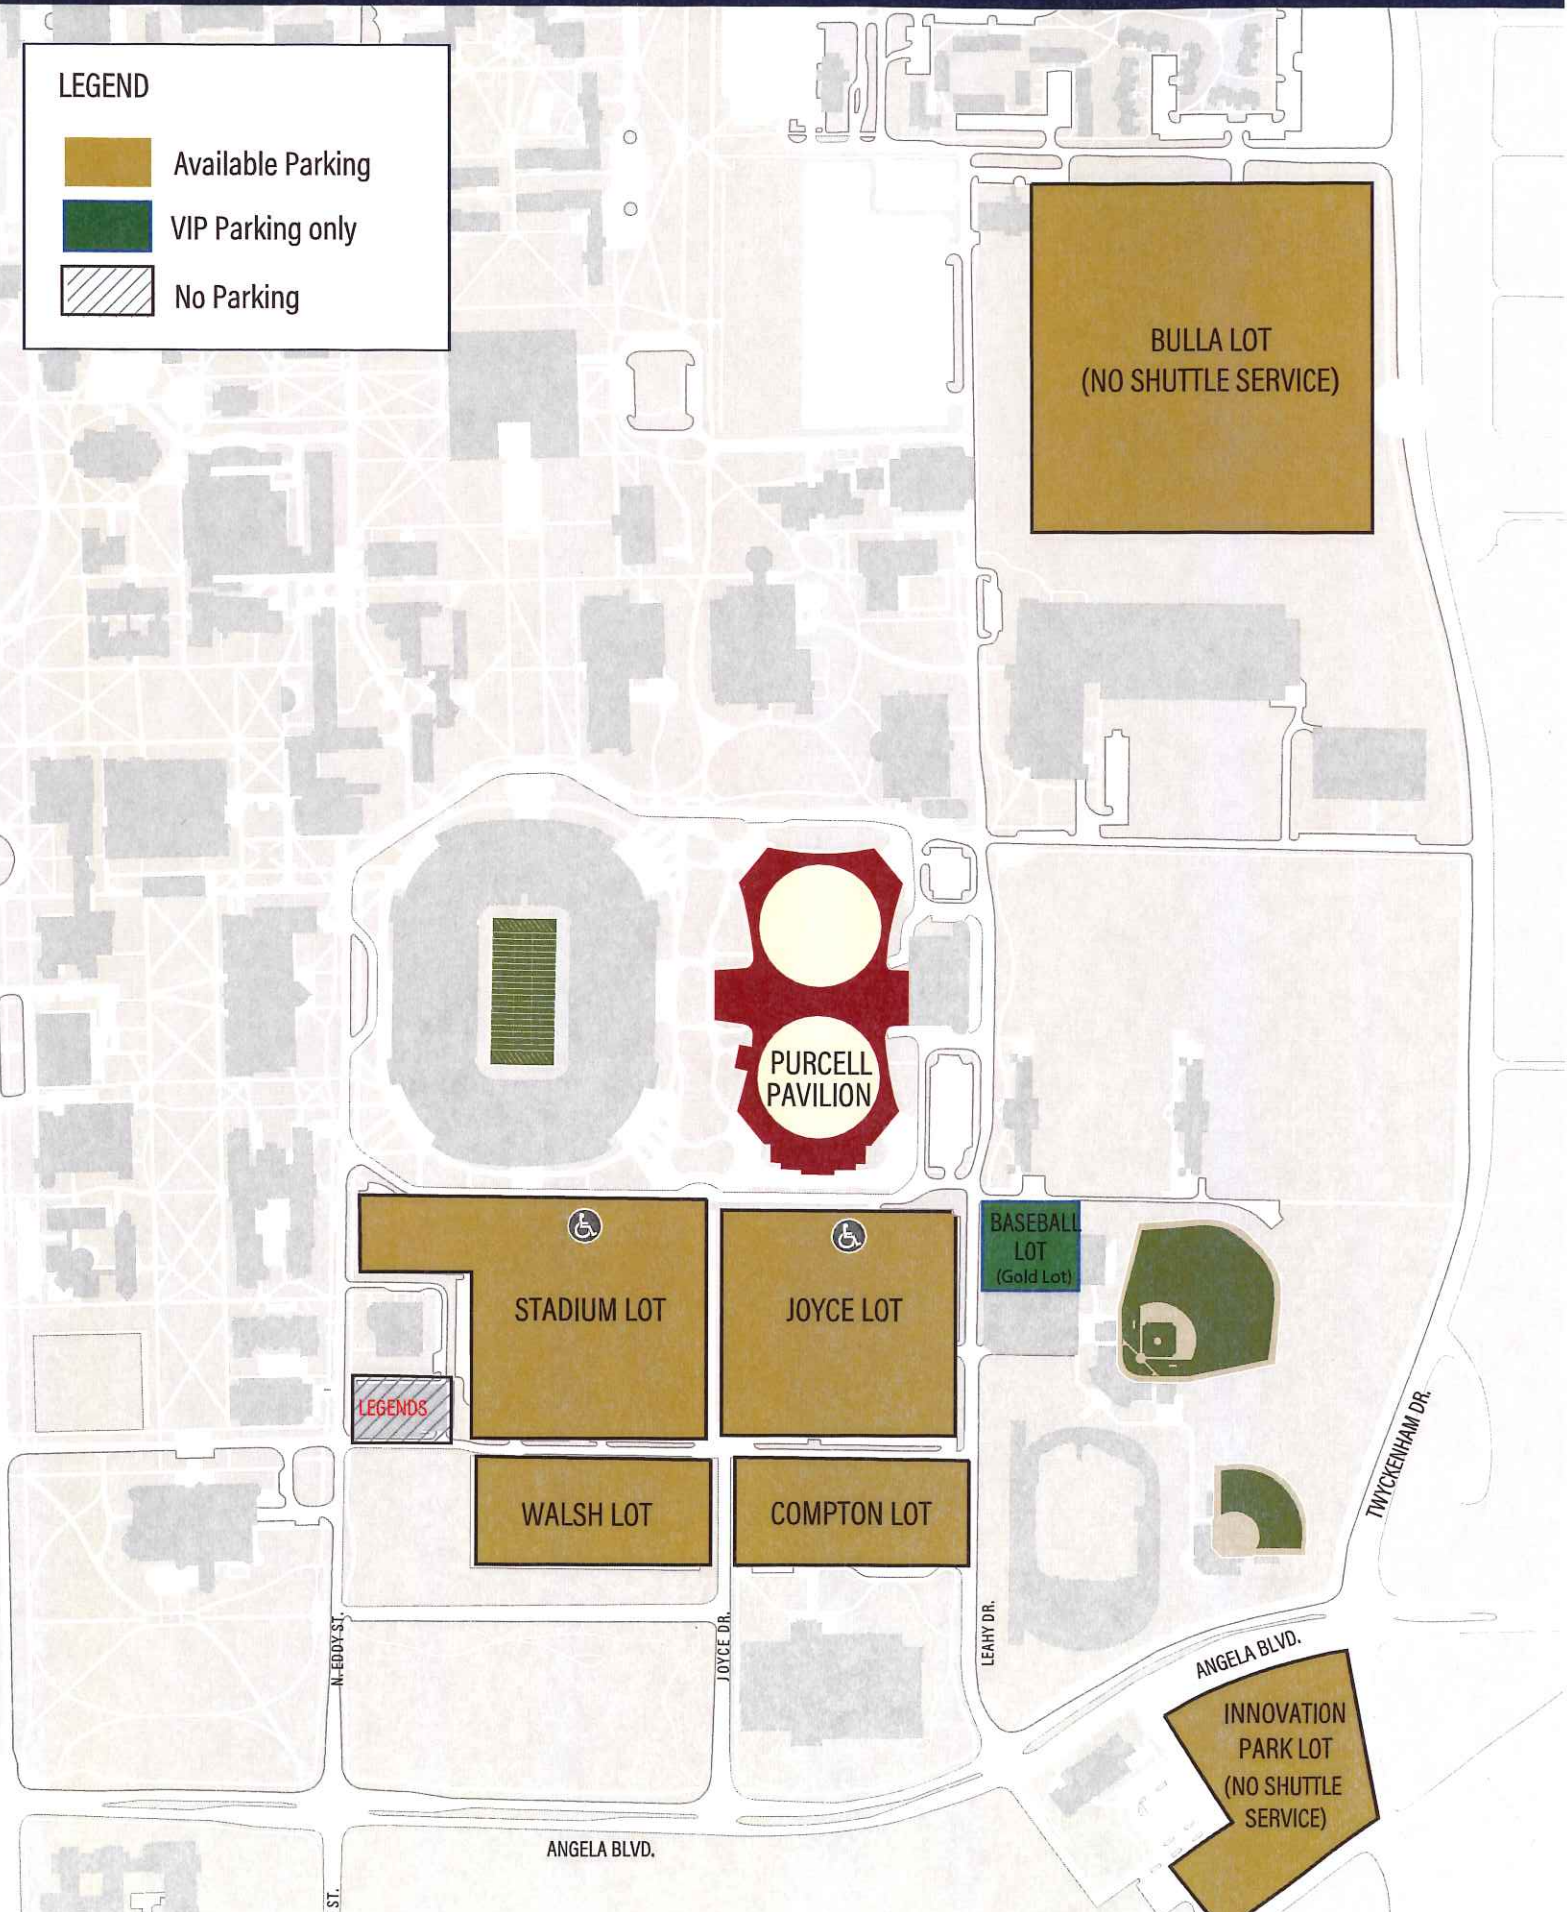 LEGEND
Available Parking
VIP Parking only
No Parking
BULLA LOT
(NO SHUTTLE SERVICE)
PURCELL
PAVILION
BASEBALL
LOT
(Gold Lot)
STADIUM LOT
JOYCE LOT
LEGENDS
WALSH LOT
COMPTON LOT
TWYCKENHAM DR.
N. EDDY ST.
JOYCE DR.
LEAHY DR.
ANGELA BLVD.
INNOVATION
PARK LOT
(NO SHUTTLE
SERVICE)
ANGELA BLVD.
ST.